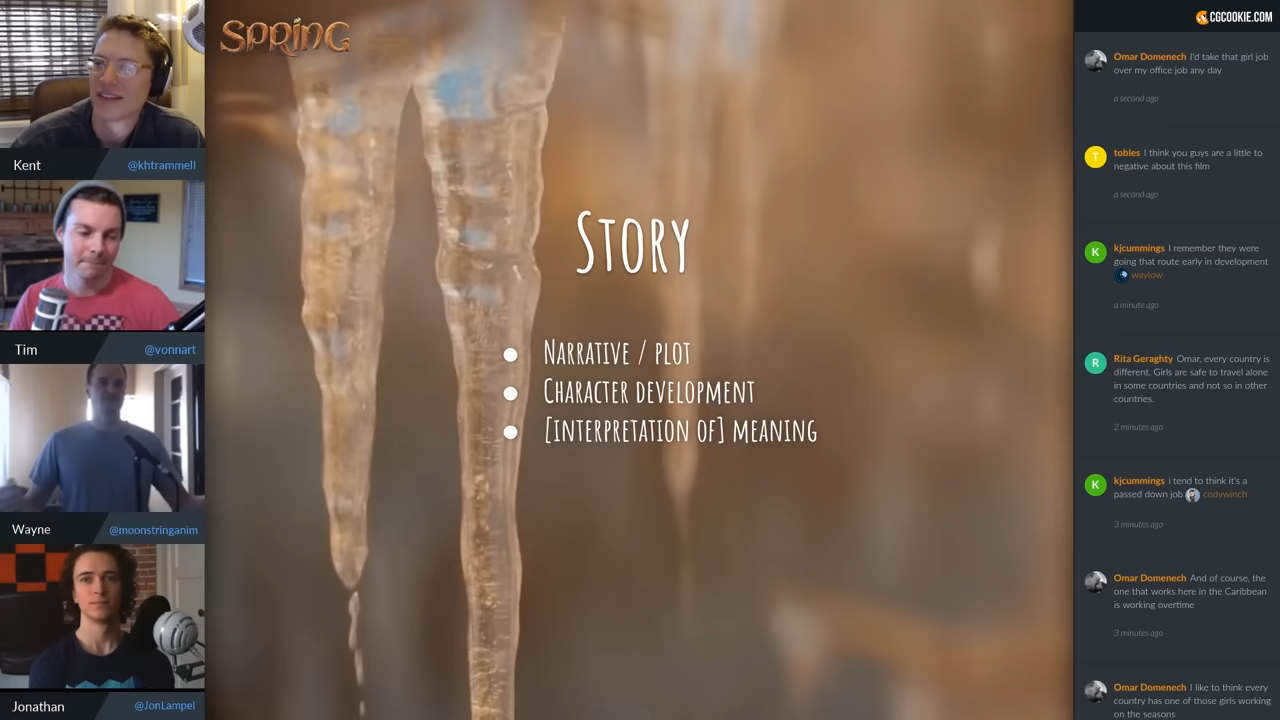 Kent @khtrammell
Tim @vonnart
Wayne @moonstringanim
Jonathan @JonLampel
SPRING
STORY
● NARRATIVE / PLOT
● CHARACTER DEVELOPMENT
● [INTERPRETATION OF] MEANING
CGCOOKIE.COM
Omar Domenech I'd take that girl job
over my office job any day
a second ago
T
tobles I think you guys are a little to
negative about this film
a second ago
K
kjcummings I remember they were
going that route early in development
waylow
a minute ago
R
Rita Geraghty Omar, every country is
different. Girls are safe to travel alone
in some countries and not so in other
countries.
2 minutes ago
K
kjcummings i tend to think it's a
passed down job codywinch
3 minutes ago
Omar Domenech And of course, the
one that works here in the Caribbean
is working overtime
3 minutes ago
Omar Domenech I like to think every
country has one of those girls working
on the seasons